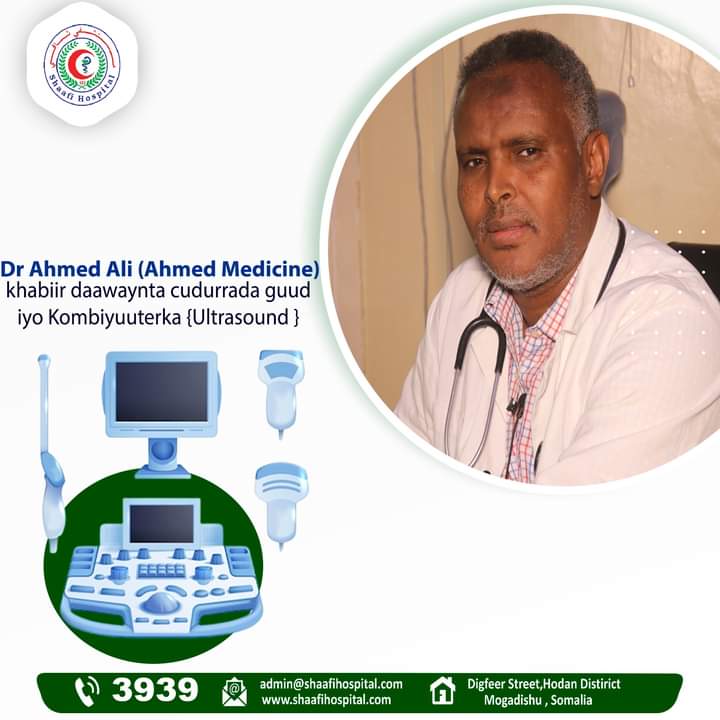 Shaafi Hospital
Dr Ahmed Ali (Ahmed Medicine)
khabiir daawaynta cudurrada guud
iyo Kombiyuuterka {Ultrasound }
3939
admin@shaafihospital.com
www.shaafihospital.com
Digfeer Street,Hodan Distirict
Mogadishu , Somalia